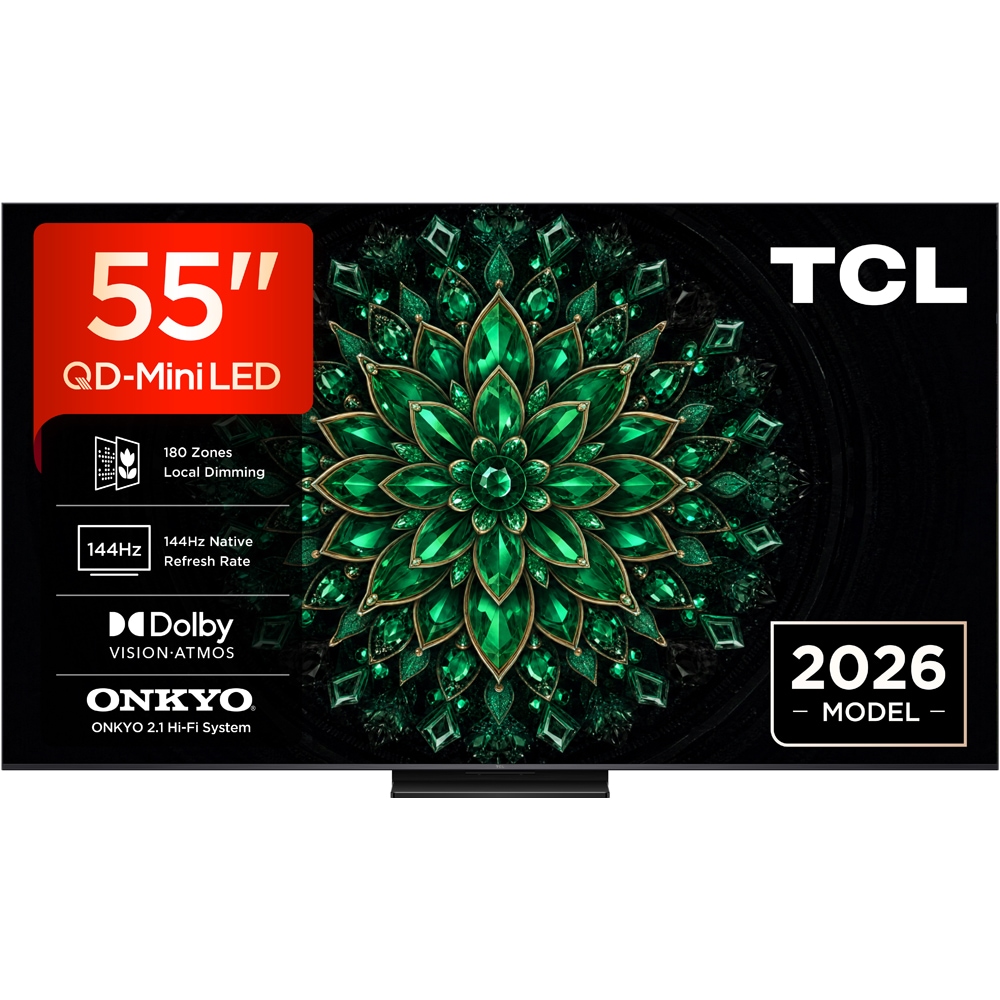 55"
QD-Mini LED
TCL
180 Zones
Local Dimming
144Hz
144Hz Native
Refresh Rate
Dolby
VISION·ATMOS
ONKYO®
ONKYO 2.1 Hi-Fi System
2026
– MODEL –